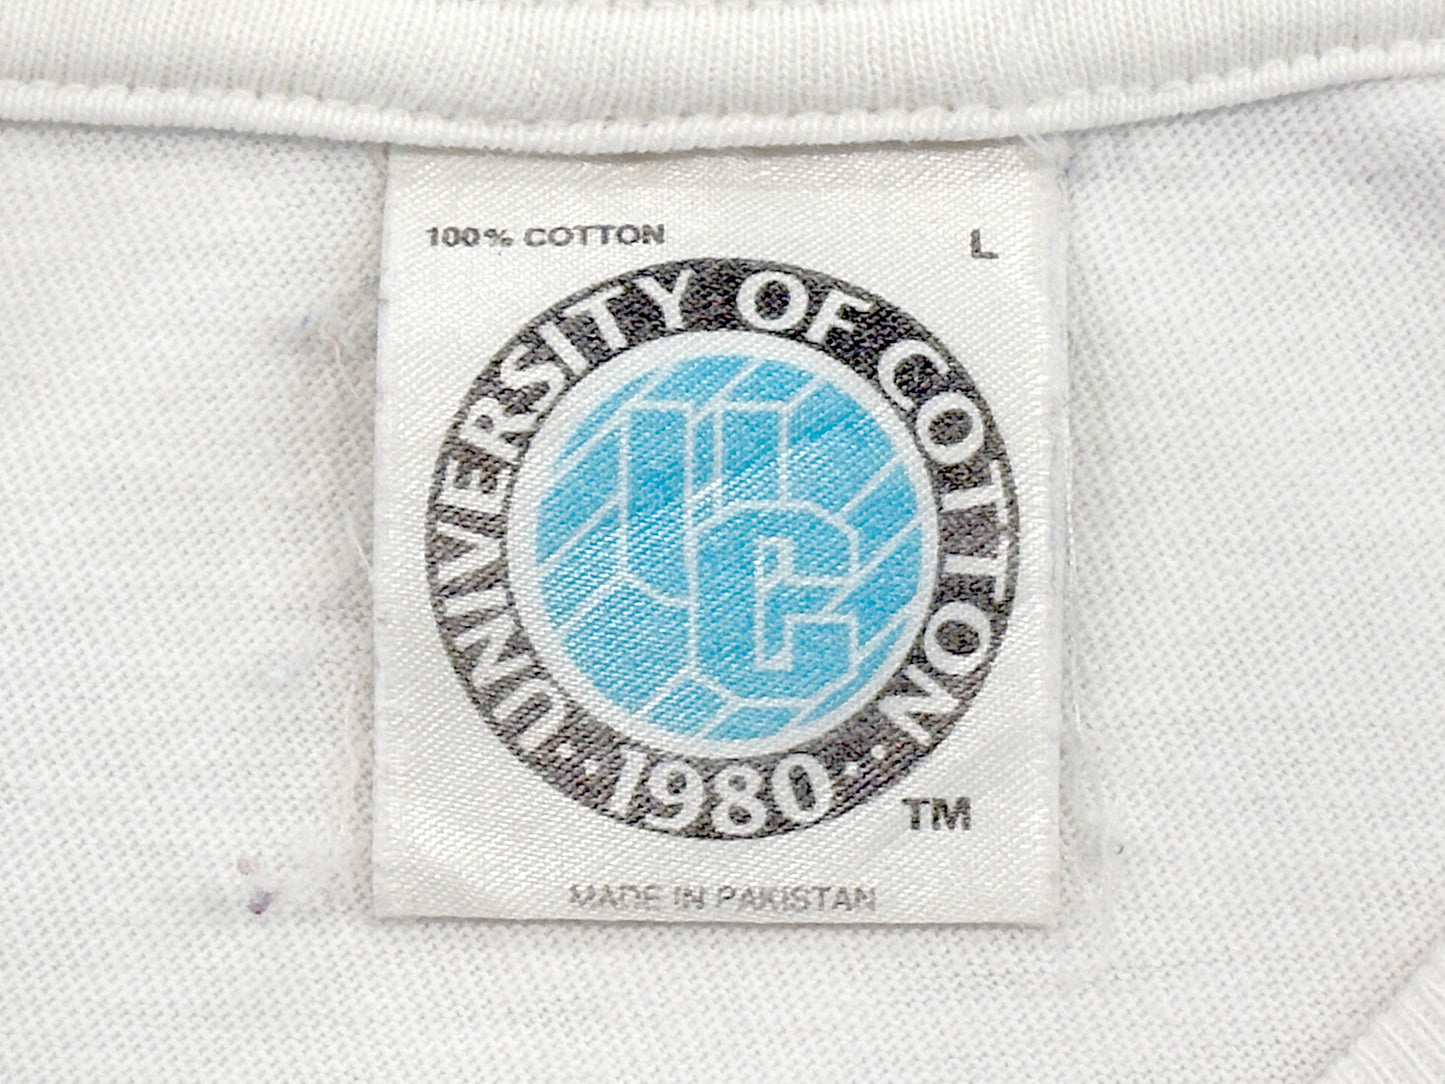 100% COTTON
L
UNIVERSITY OF COTTON
UC
· · 1980 · ·
TM
MADE IN PAKISTAN